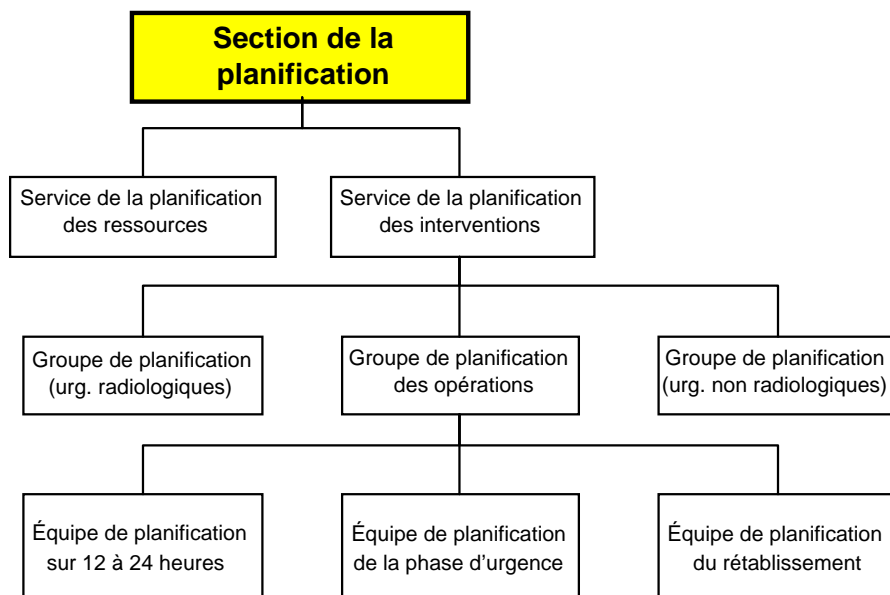 Section de la
planification
Service de la planification
des ressources
Service de la planification
des interventions
Groupe de planification
(urg. radiologiques)
Groupe de planification
des opérations
Groupe de planification
(urg. non radiologiques)
Équipe de planification
sur 12 à 24 heures
Équipe de planification
de la phase d’urgence
Équipe de planification
du rétablissement